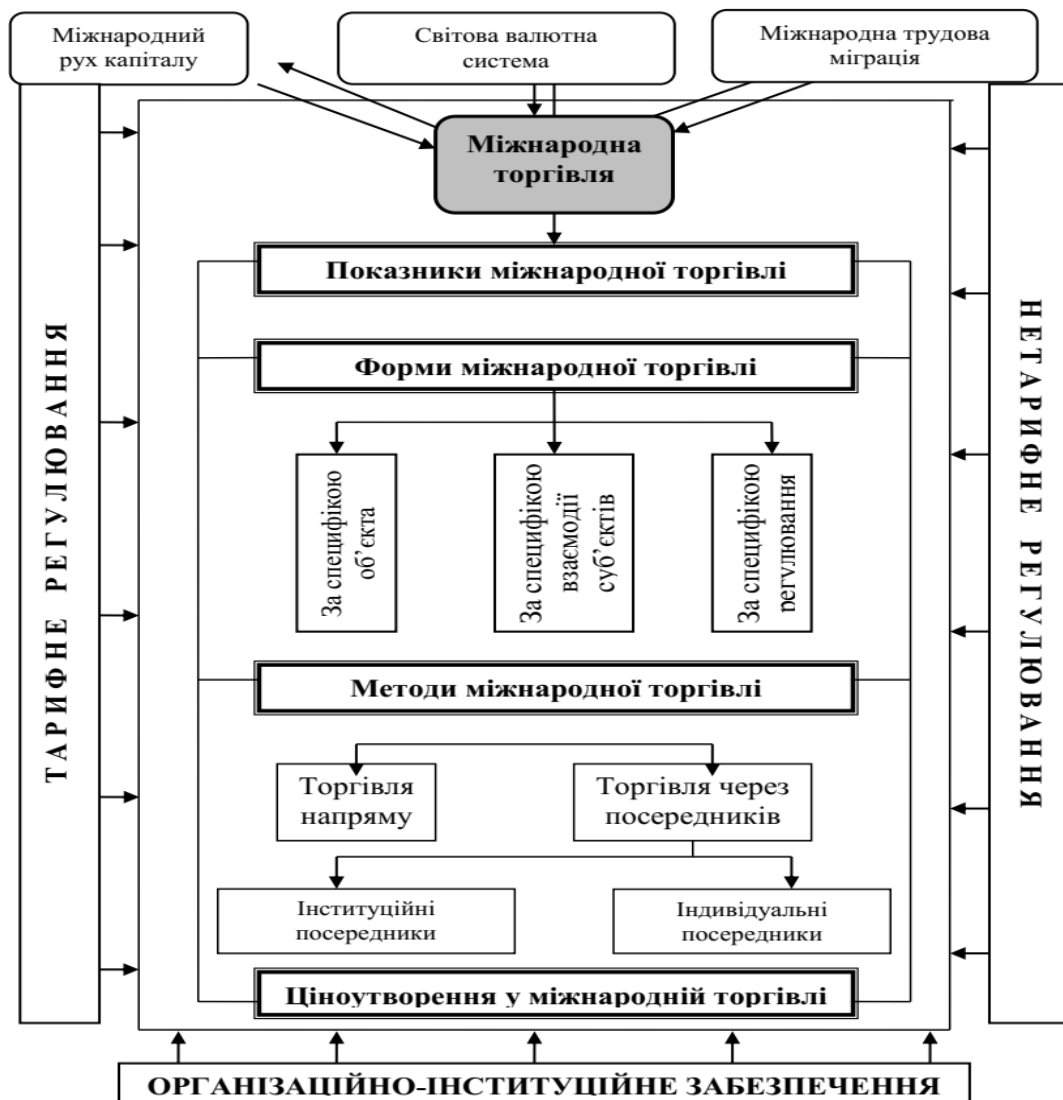 Міжнародний
рух капіталу
Світова валютна
система
Міжнародна трудова
міграція
Міжнародна
торгівля
Показники міжнародної торгівлі
Форми міжнародної торгівлі
За специфікою
об’єкта
За специфікою
взаємодії
суб’єктів
За специфікою
регулювання
Методи міжнародної торгівлі
Торгівля
напряму
Торгівля через
посередників
Інституційні
посередники
Індивідуальні
посередники
Ціноутворення у міжнародній торгівлі
ТАРИФНЕ РЕГУЛЮВАННЯ
НЕТАРИФНЕ РЕГУЛЮВАННЯ
ОРГАНІЗАЦІЙНО-ІНСТИТУЦІЙНЕ ЗАБЕЗПЕЧЕННЯ